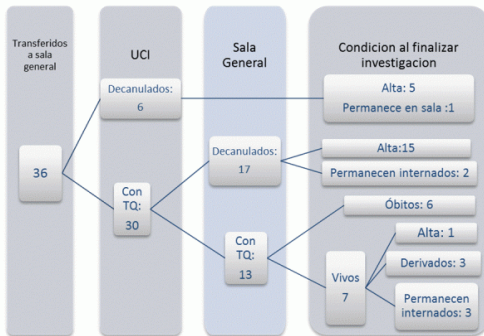 Transferidos
a sala
general
UCI
Sala
General
Condicion al finalizar
investigacion
Decanulados:
6
Alta: 5
Permanece en sala :1
36
Decanulados:
17
Alta:15
Permanecen internados: 2
Con
TQ:
30
Óbitos: 6
Con
TQ:
13
Alta: 1
Vivos
7
Derivados: 3
Permanecen
internados: 3